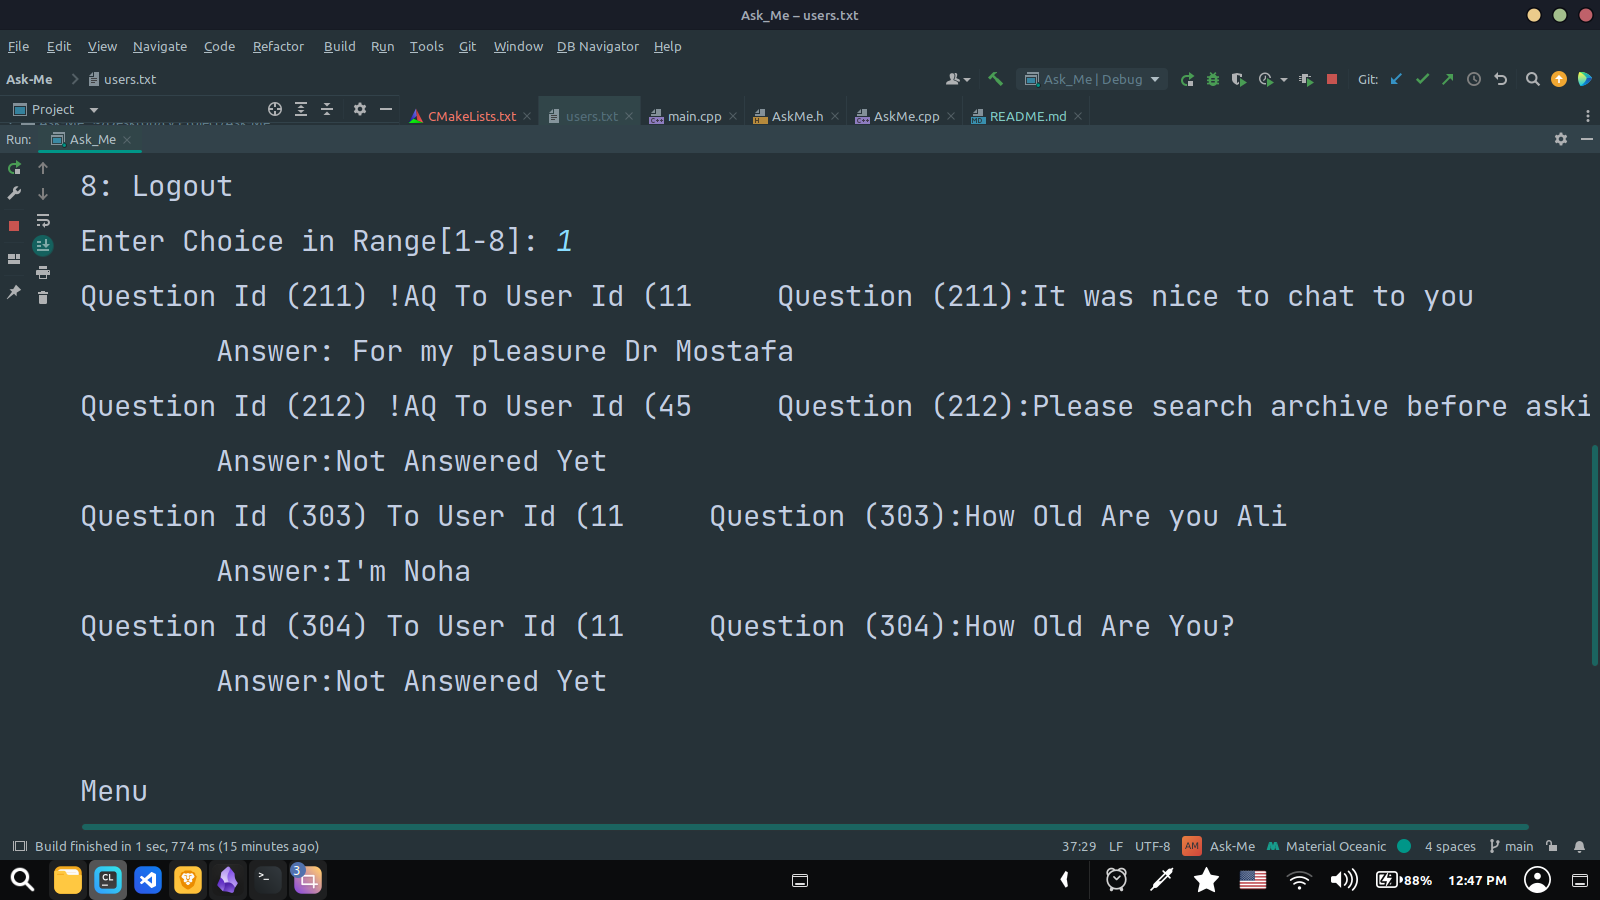 Ask_Me – users.txt
File Edit View Navigate Code Refactor Build Run Tools Git Window DB Navigator Help
Ask-Me users.txt Ask_Me | Debug Git:
Project CMakeLists.txt users.txt main.cpp AskMe.h AskMe.cpp README.md
Run: Ask_Me
8: Logout
Enter Choice in Range[1-8]: 1
Question Id (211) !AQ To User Id (11 Question (211):It was nice to chat to you
Answer: For my pleasure Dr Mostafa
Question Id (212) !AQ To User Id (45 Question (212):Please search archive before aski
Answer:Not Answered Yet
Question Id (303) To User Id (11 Question (303):How Old Are you Ali
Answer:I'm Noha
Question Id (304) To User Id (11 Question (304):How Old Are You?
Answer:Not Answered Yet
Menu
Build finished in 1 sec, 774 ms (15 minutes ago) 37:29 LF UTF-8 AM Ask-Me Material Oceanic 4 spaces main
CL 3 88% 12:47 PM